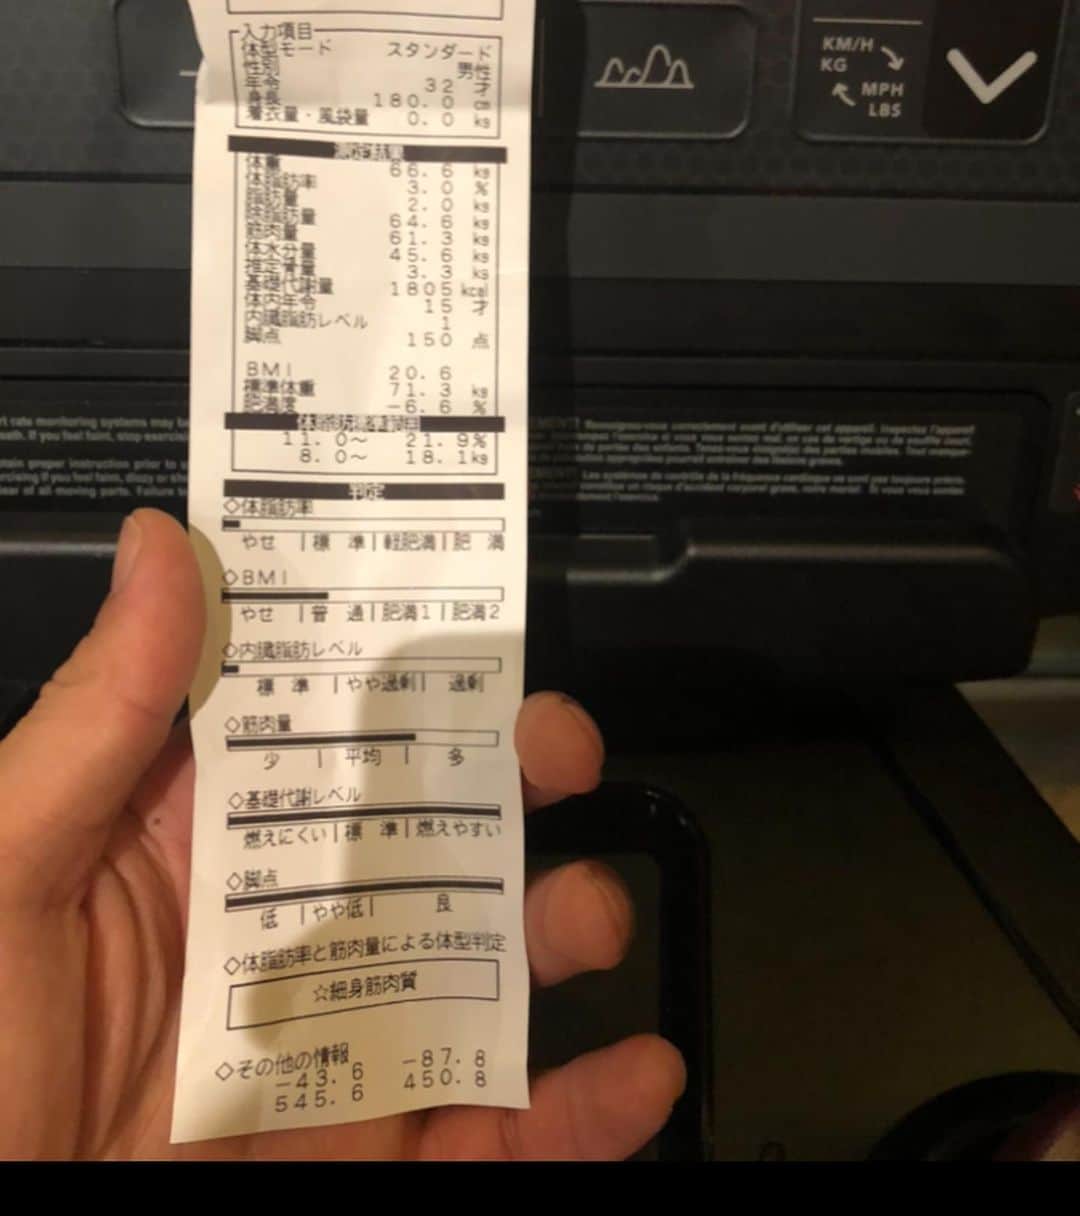 入力項目
体型モード スタンダード
性別 男性
年令 32 才
身長 180.0 cm
着衣量・風袋量 0.0 kg
測定結果
体重 66.6 kg
体脂肪率 3.0 %
脂肪量 2.0 kg
除脂肪量 64.6 kg
筋肉量 61.3 kg
体水分量 45.6 kg
推定骨量 3.3 kg
基礎代謝量 1805 kcal
体内年令 15 才
内臓脂肪レベル 1
脚点 150 点
BMI 20.6
標準体重 71.3 kg
肥満度 -6.6 %
体脂肪標準範囲
11.0~ 21.9%
8.0~ 18.1kg
判定
◇体脂肪率
やせ | 標 準 | 軽肥満 | 肥 満
◇BMI
やせ | 普 通 | 肥満1 | 肥満2
◇内臓脂肪レベル
標 準 | やや過剰 | 過剰
◇筋肉量
少 | 平均 | 多
◇基礎代謝レベル
燃えにくい | 標 準 | 燃えやすい
◇脚点
低 | やや低 | 良
◇体脂肪率と筋肉量による体型判定
☆細身筋肉質
◇その他の情報
-43.6 -87.8
545.6 450.8
KM/H
KG
MPH
LBS